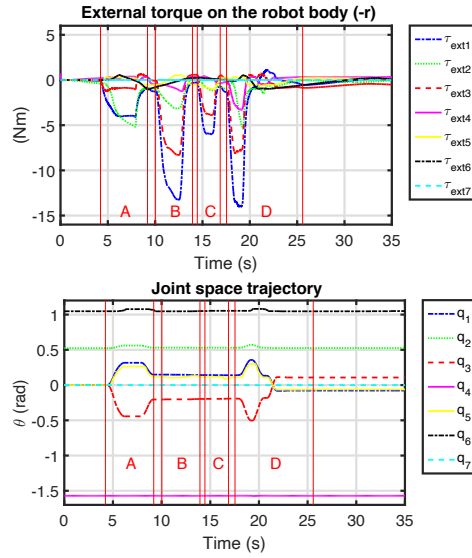 External torque on the robot body (-r)
5
0
-5
-10
-15
(Nm)
A
B
C
D
0 5 10 15 20 25 30 35
Time (s)
τext1
τext2
τext3
τext4
τext5
τext6
τext7
Joint space trajectory
1
0.5
0
-0.5
-1
-1.5
θ (rad)
A
B
C
D
0 5 10 15 20 25 30 35
Time (s)
q1
q2
q3
q4
q5
q6
q7